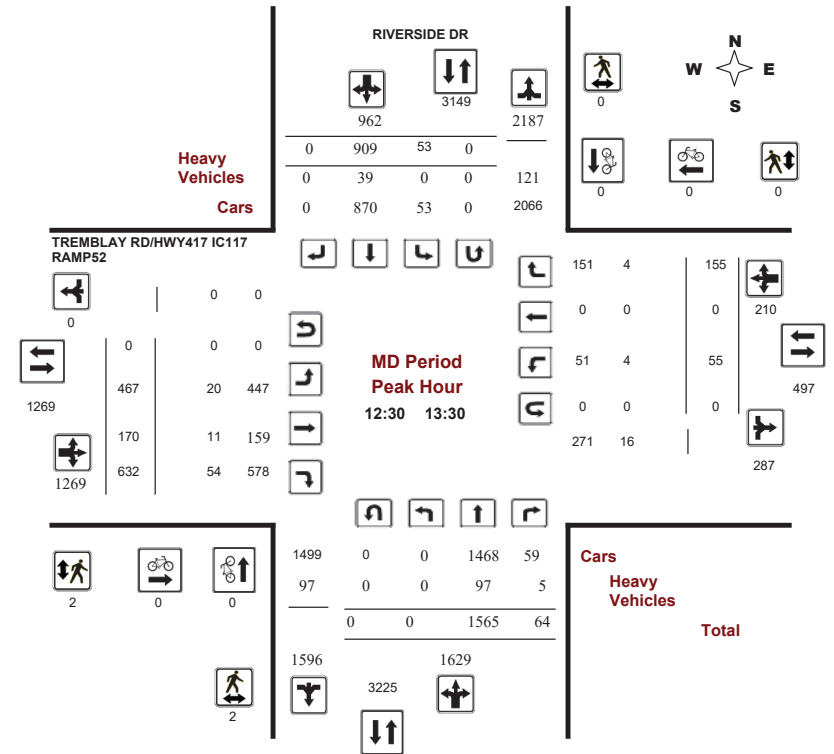 RIVERSIDE DR
N
W E
S
3149
0
962 2187
0 909 53 0
Heavy
Vehicles
0 39 0 0 121
0 0 0
Cars
0 870 53 0 2066
TREMBLAY RD/HWY417 IC117
RAMP52
0 0
0
151 4 155
0 0 0 210
0 0 0
MD Period
Peak Hour
12:30 13:30
51 4 55
497
1269
467 20 447
0 0 0
170 11 159
271 16
287
1269
632 54 578
1499 0 0 1468 59
Cars
97 0 0 97 5
Heavy
Vehicles
2 0 0
0 0 1565 64
Total
1596 1629
3225
2